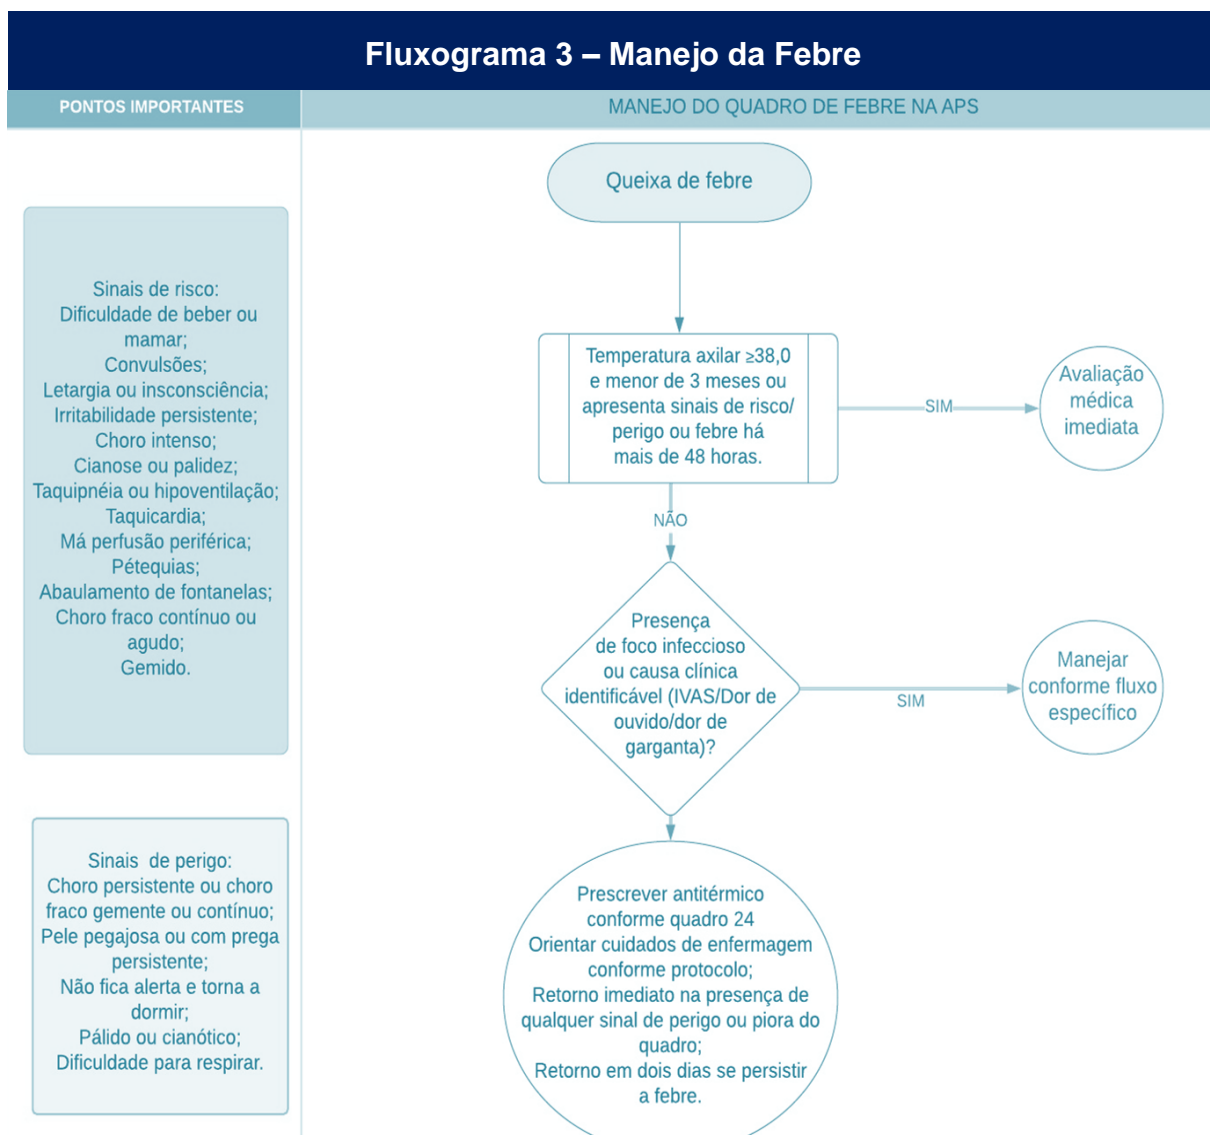 Fluxograma 3 – Manejo da Febre
PONTOS IMPORTANTES
MANEJO DO QUADRO DE FEBRE NA APS
Sinais de risco:
Dificuldade de beber ou
mamar;
Convulsões;
Letargia ou insconsciência;
Irritabilidade persistente;
Choro intenso;
Cianose ou palidez;
Taquipnéia ou hipoventilação;
Taquicardia;
Má perfusão periférica;
Pétequias;
Abaulamento de fontanelas;
Choro fraco contínuo ou
agudo;
Gemido.
Sinais de perigo:
Choro persistente ou choro
fraco gemente ou contínuo;
Pele pegajosa ou com prega
persistente;
Não fica alerta e torna a
dormir;
Pálido ou cianótico;
Dificuldade para respirar.
Queixa de febre
Temperatura axilar ≥38,0
e menor de 3 meses ou
apresenta sinais de risco/
perigo ou febre há
mais de 48 horas.
SIM
Avaliação
médica
imediata
NÃO
Presença
de foco infeccioso
ou causa clínica
identificável (IVAS/Dor de
ouvido/dor de
garganta)?
SIM
Manejar
conforme fluxo
específico
Prescrever antitérmico
conforme quadro 24
Orientar cuidados de enfermagem
conforme protocolo;
Retorno imediato na presença de
qualquer sinal de perigo ou piora do
quadro;
Retorno em dois dias se persistir
a febre.